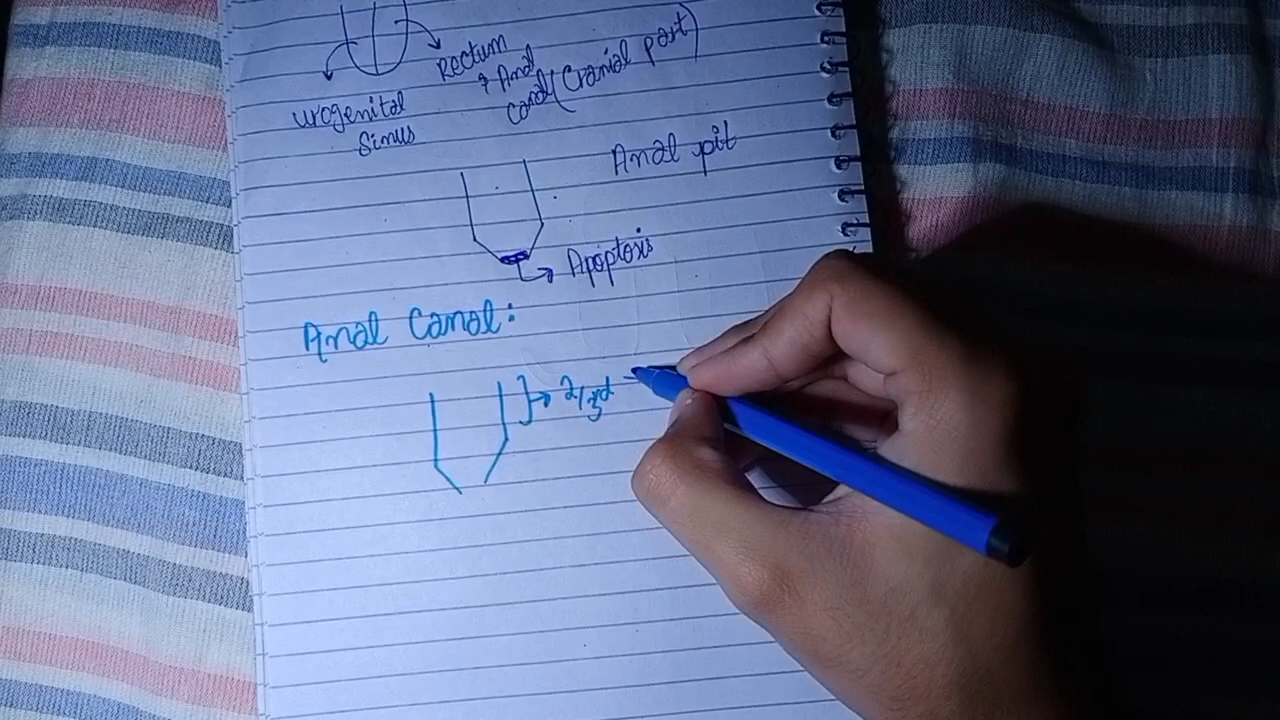 Rectum
& Anal
Canal (Cranial part)
urogenital
Sinus
Anal pit
Apoptosis
Anal Canal:
2/3rd